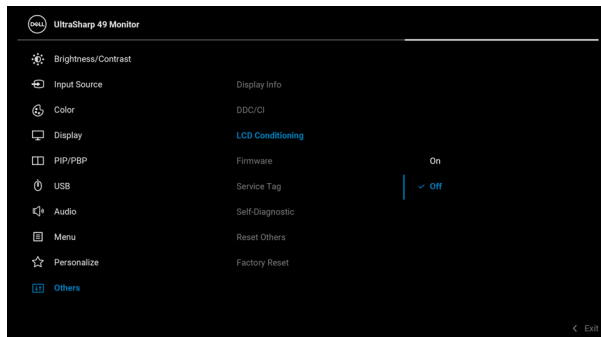 DELL UltraSharp 49 Monitor
Brightness/Contrast
Input Source Display Info
Color DDC/CI
Display LCD Conditioning
PIP/PBP Firmware On
USB Service Tag Off
Audio Self-Diagnostic
Menu Reset Others
Personalize Factory Reset
Others
Exit